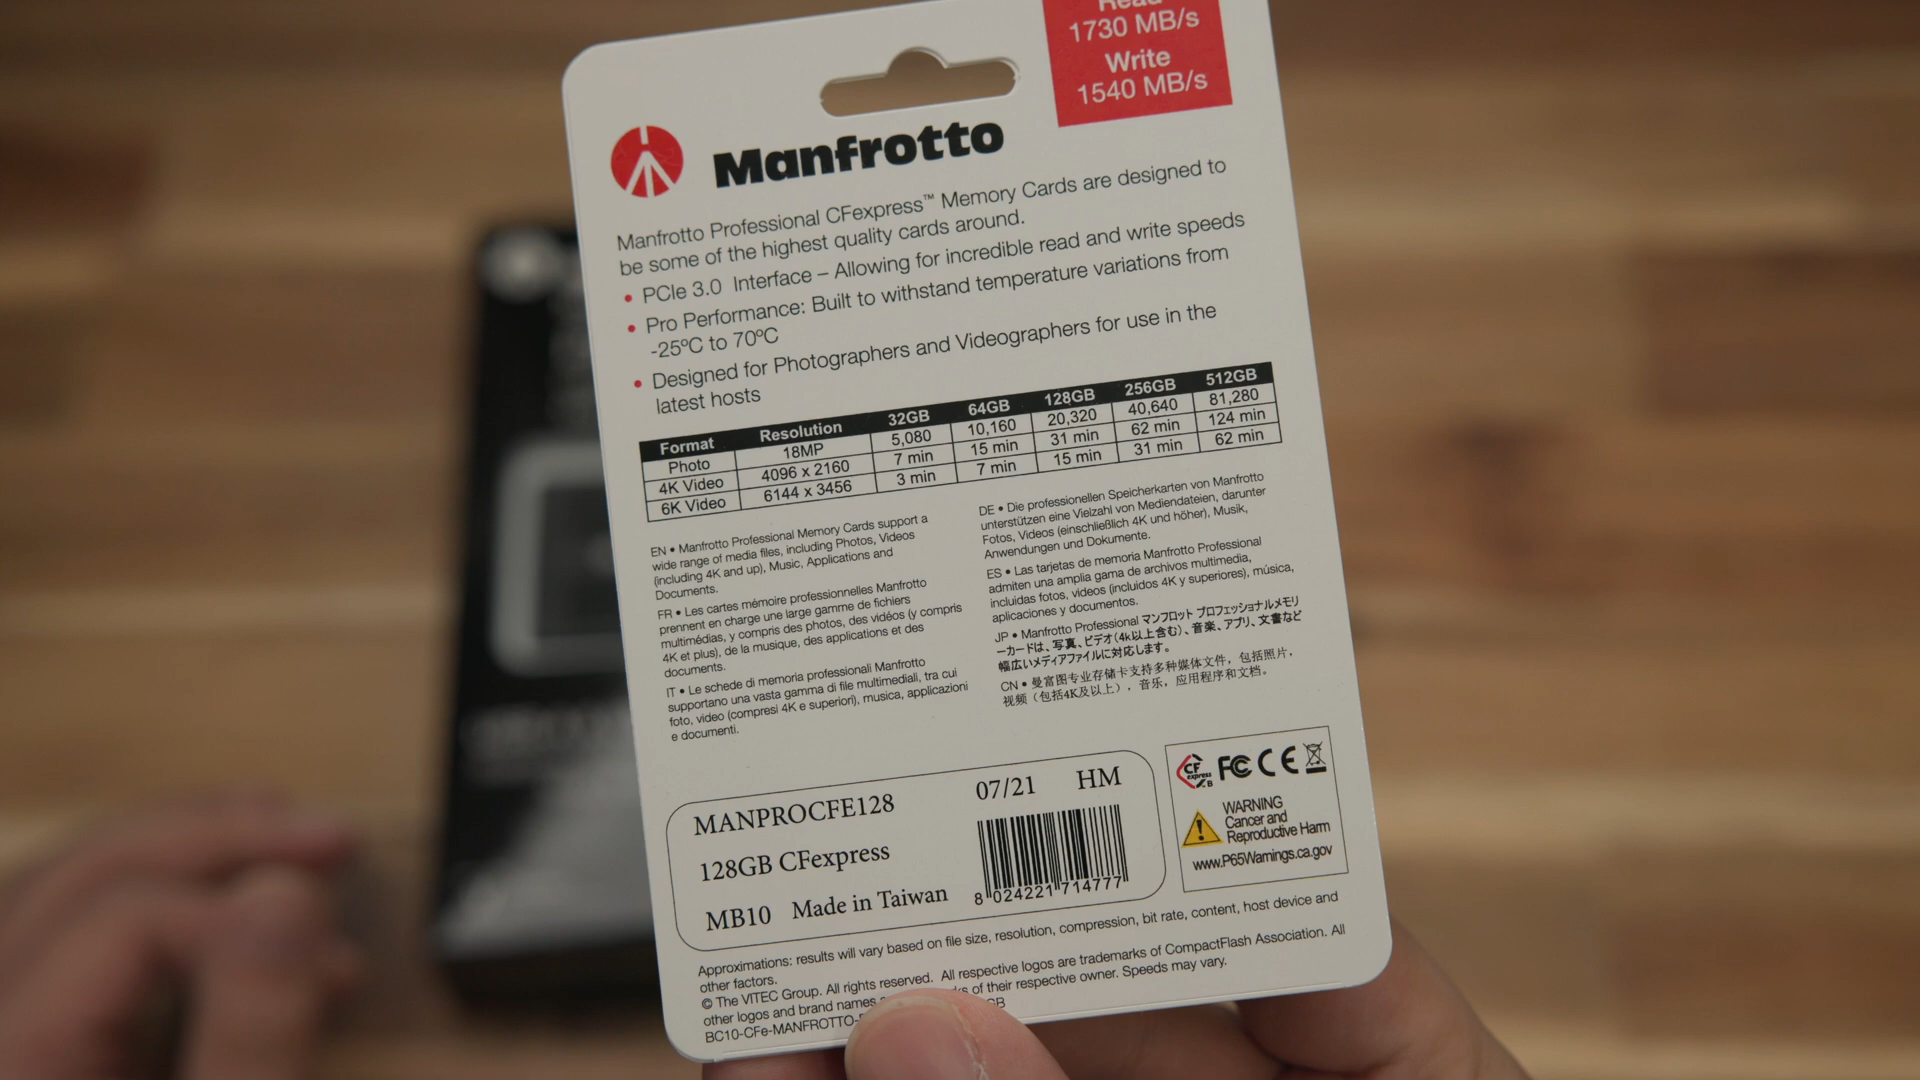 Read
1730 MB/s
Write
1540 MB/s
Manfrotto
Manfrotto Professional CFexpress™ Memory Cards are designed to
be some of the highest quality cards around.
• PCIe 3.0 Interface – Allowing for incredible read and write speeds
• Pro Performance: Built to withstand temperature variations from
-25ºC to 70ºC
• Designed for Photographers and Videographers for use in the
latest hosts
Format Resolution 32GB 64GB 128GB 256GB 512GB
Photo 18MP 5,080 10,160 20,320 40,640 81,280
4K Video 4096 x 2160 7 min 15 min 31 min 62 min 124 min
6K Video 6144 x 3456 3 min 7 min 15 min 31 min 62 min
EN • Manfrotto Professional Memory Cards support a
wide range of media files, including Photos, Videos
(including 4K and up), Music, Applications and
Documents.
FR • Les cartes mémoire professionnelles Manfrotto
prennent en charge une large gamme de fichiers
multimédias, y compris des photos, des vidéos (y compris
4K et plus), de la musique, des applications et des
documents.
IT • Le schede di memoria professionali Manfrotto
supportano una vasta gamma di file multimediali, tra cui
foto, video (compresi 4K e superiori), musica, applicazioni
e documenti.
DE • Die professionellen Speicherkarten von Manfrotto
unterstützen eine Vielzahl von Mediendateien, darunter
Fotos, Videos (einschließlich 4K und höher), Musik,
Anwendungen und Dokumente.
ES • Las tarjetas de memoria Manfrotto Professional
admiten una amplia gama de archivos multimedia,
incluidas fotos, videos (incluidos 4K y superiores), música,
aplicaciones y documentos.
JP • Manfrotto Professional マンフロット プロフェッショナルメモリ
ーカードは、写真、ビデオ(4k以上含む)、音楽、アプリ、文書など
幅広いメディアファイルに対応します。
CN • 曼富图专业存储卡支持多种媒体文件，包括照片，
视频（包括4K及以上），音乐，应用程序和文档。
MANPROCFE128 07/21 HM
128GB CFexpress
MB10 Made in Taiwan
8 024221 714777
CF express B FC CE
WARNING
Cancer and
Reproductive Harm
www.P65Warnings.ca.gov
Approximations: results will vary based on file size, resolution, compression, bit rate, content, host device and
other factors.
© The VITEC Group. All rights reserved. All respective logos are trademarks of CompactFlash Association. All
other logos and brand names of their respective owner. Speeds may vary.
BC10-CFe-MANFROTTO-